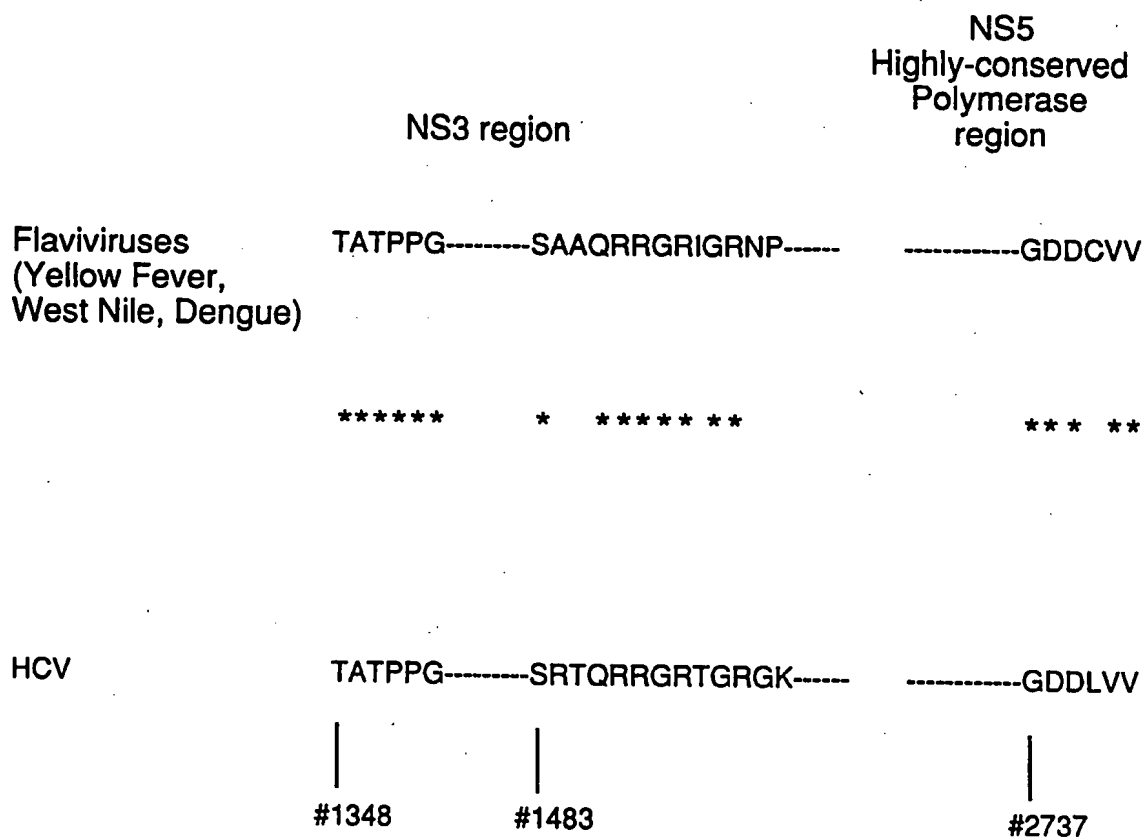 NS5
Highly-conserved
Polymerase
region
NS3 region
Flaviviruses
(Yellow Fever,
West Nile, Dengue)
TATPPG---------SAAQRRGRIGRNP------ ------------GDDCVV
****** * ****** ** *** **
HCV
TATPPG---------SRTQRRGRTGRGK------ ------------GDDLVV
#1348 #1483 #2737